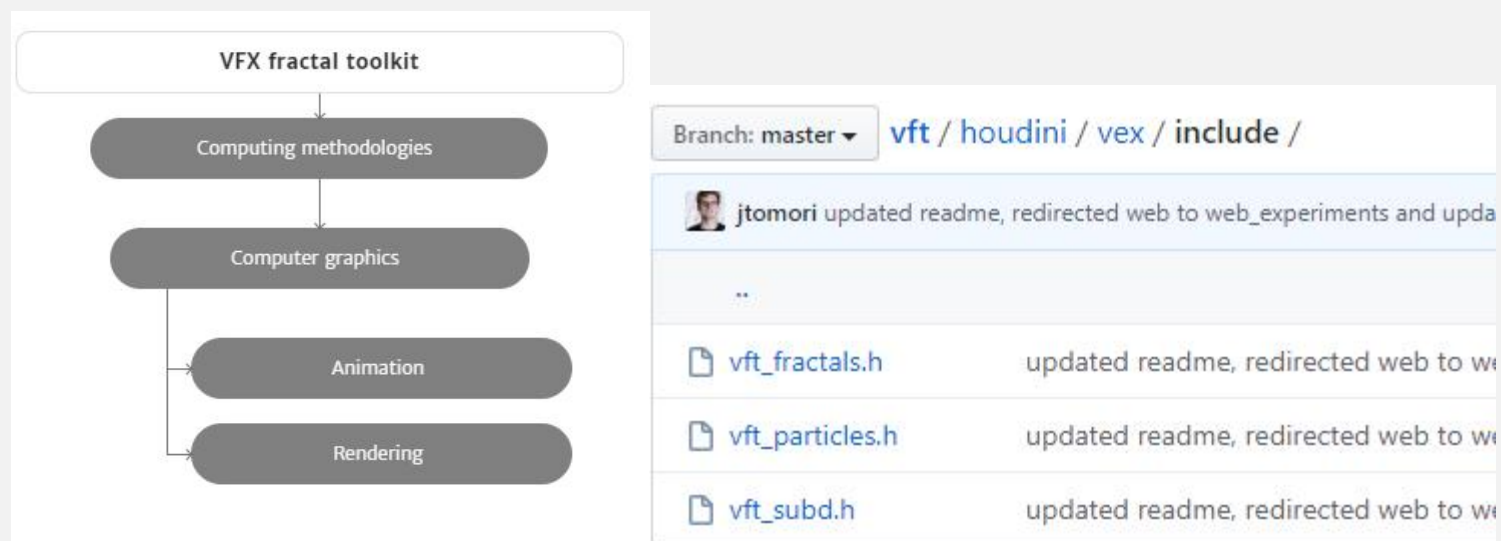 VFX fractal toolkit
Computing methodologies
Computer graphics
Animation
Rendering
Branch: master vft / houdini / vex / include /
jtomori updated readme, redirected web to web_experiments and upda
..
vft_fractals.h updated readme, redirected web to we
vft_particles.h updated readme, redirected web to we
vft_subd.h updated readme, redirected web to we